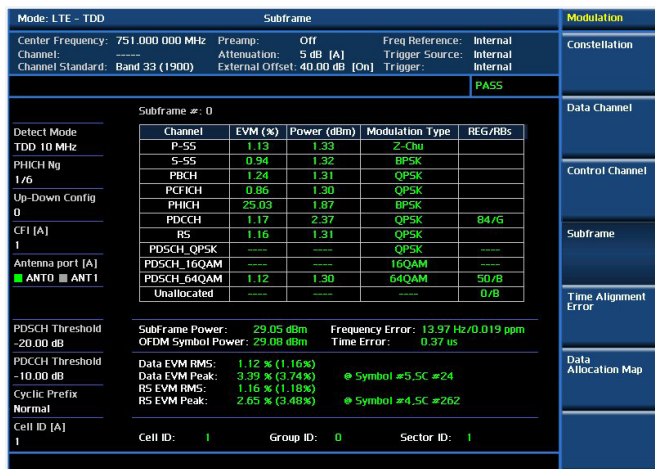 Mode: LTE - TDD Subframe Modulation
Center Frequency: 751.000 000 MHz Preamp: Off Freq Reference: Internal
Channel: ----- Attenuation: 5 dB [A] Trigger Source: Internal
Channel Standard: Band 33 (1900) External Offset: 40.00 dB [On] Trigger: Internal
PASS
Constellation
Data Channel
Control Channel
Subframe
Time Alignment
Error
Data
Allocation Map
Subframe #: 0
Detect Mode
TDD 10 MHz
PHICH Ng
1/6
Up-Down Config
0
CFI [A]
1
Antenna port [A]
ANT0 ANT1
PDSCH Threshold
-20.00 dB
PDCCH Threshold
-10.00 dB
Cyclic Prefix
Normal
Cell ID [A]
1
Channel EVM (%) Power (dBm) Modulation Type REG/RBs
P-SS 1.13 1.33 Z-Chu
S-SS 0.94 1.32 BPSK
PBCH 1.24 1.31 QPSK
PCFICH 0.86 1.30 QPSK
PHICH 25.03 1.87 BPSK
PDCCH 1.17 2.37 QPSK 84/G
RS 1.16 1.31 QPSK
PDSCH_QPSK ---- ---- QPSK ----
PDSCH_16QAM ---- ---- 16QAM ----
PDSCH_64QAM 1.12 1.30 64QAM 50/B
Unallocated ---- ---- ---- 0/B
SubFrame Power: 29.05 dBm Frequency Error: 13.97 Hz/0.019 ppm
OFDM Symbol Power: 29.08 dBm Time Error: 0.37 us
Data EVM RMS: 1.12 % (1.16%)
Data EVM Peak: 3.39 % (3.74%) @ Symbol #5,SC #24
RS EVM RMS: 1.16 % (1.18%)
RS EVM Peak: 2.65 % (3.48%) @ Symbol #4,SC #262
Cell ID: 1 Group ID: 0 Sector ID: 1